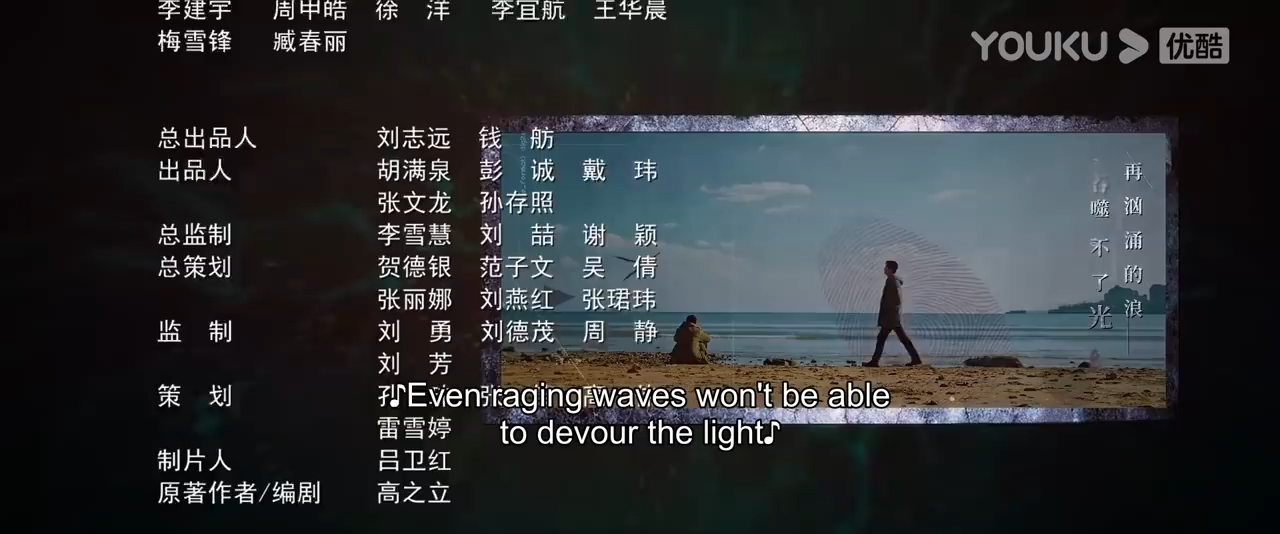 李建宇 周中皓 徐 洋 李宜航 王华晨
梅雪锋 臧春丽
YOUKU 优酷
总出品人 刘志远 钱 舫
出品人 胡满泉 彭 诚 戴 玮
张文龙 孙存照
总监制 李雪慧 刘 喆 谢 颖
总策划 贺德银 范子文 吴 倩
张丽娜 刘燕红 张珺玮
监 制 刘 勇 刘德茂 周 静
刘 芳
策 划
雷雪婷
制片人 吕卫红
原著作者/编剧 高之立
再汹涌的浪
吞噬不了光
♪Even raging waves won't be able
to devour the light♪